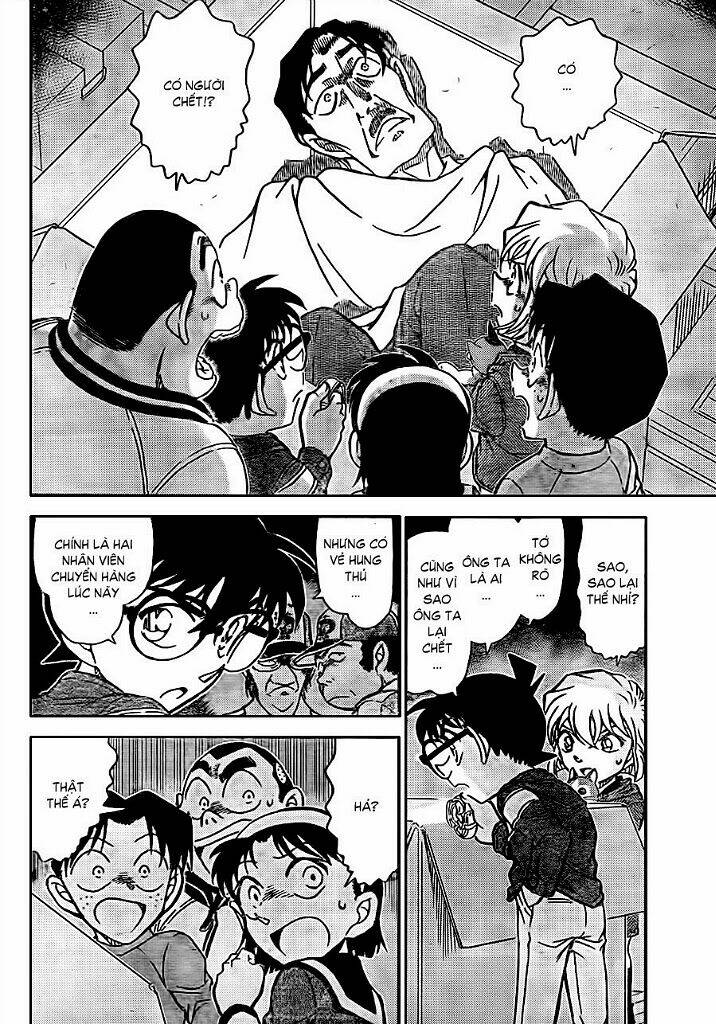 CÓ
...
CÓ NGƯỜI
CHẾT!?
SAO,
SAO LẠI
THẾ NHỈ?
TỚ
KHÔNG
RÕ
...
ÔNG TA
LÀ AI
...
CŨNG
NHƯ VÌ
SAO
ÔNG TA
LẠI
CHẾT
...
NHƯNG CÓ
VẺ HUNG
THỦ
...
CHÍNH LÀ HAI
NHÂN VIÊN
CHUYỂN HÀNG
LÚC NÀY
...
HẢ?
THẬT
THẾ Á?